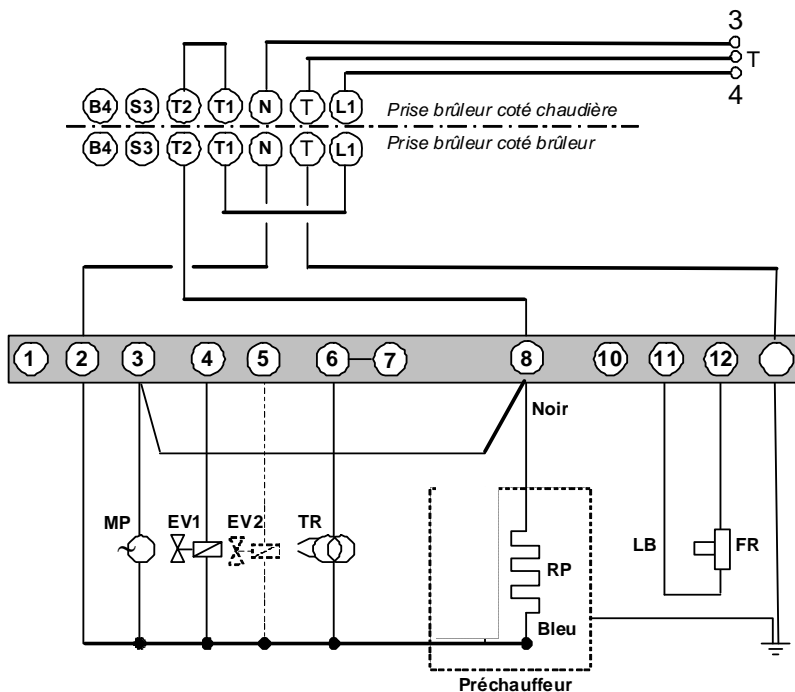 3
T
4
B4 S3 T2 T1 N T L1
Prise brûleur coté chaudière
B4 S3 T2 T1 N T L1
Prise brûleur coté brûleur
1 2 3 4 5 6 7 8 10 11 12
Noir
MP EV1 EV2 TR
LB FR
RP
Bleu
Préchauffeur